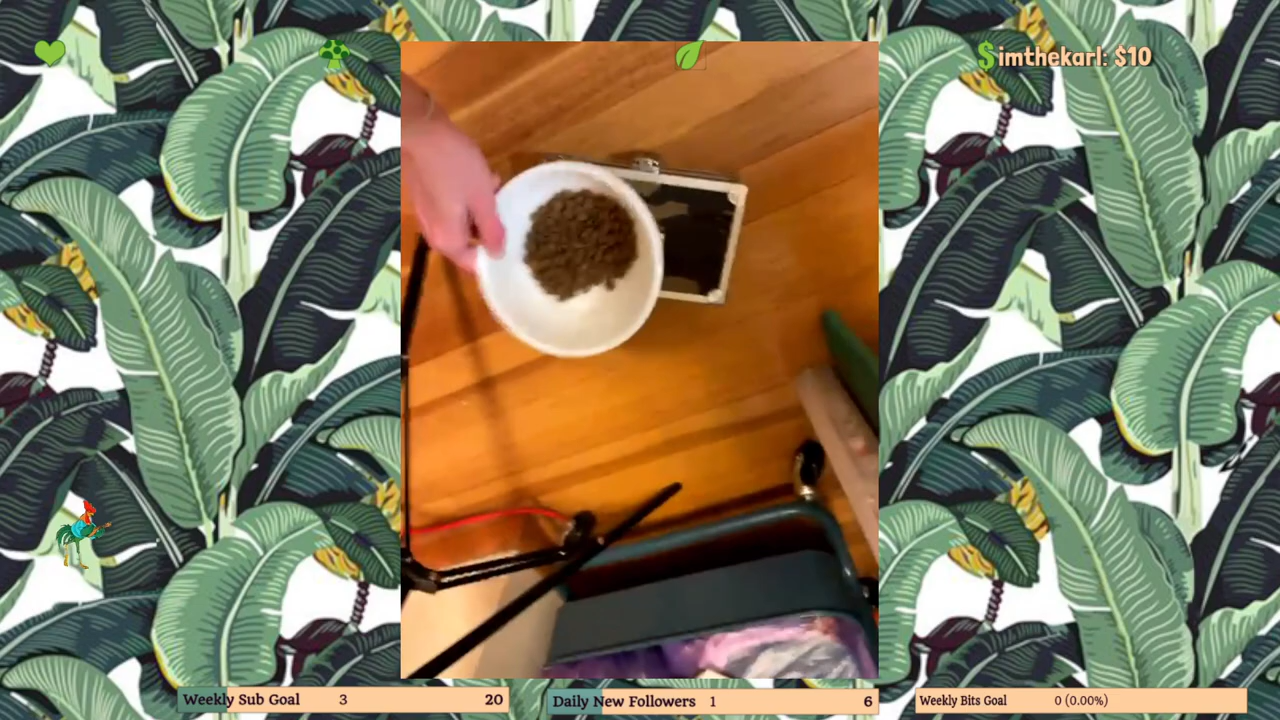 $imthekarl: $10
Weekly Sub Goal 3 20
Daily New Followers 1 6
Weekly Bits Goal 0 (0.00%)